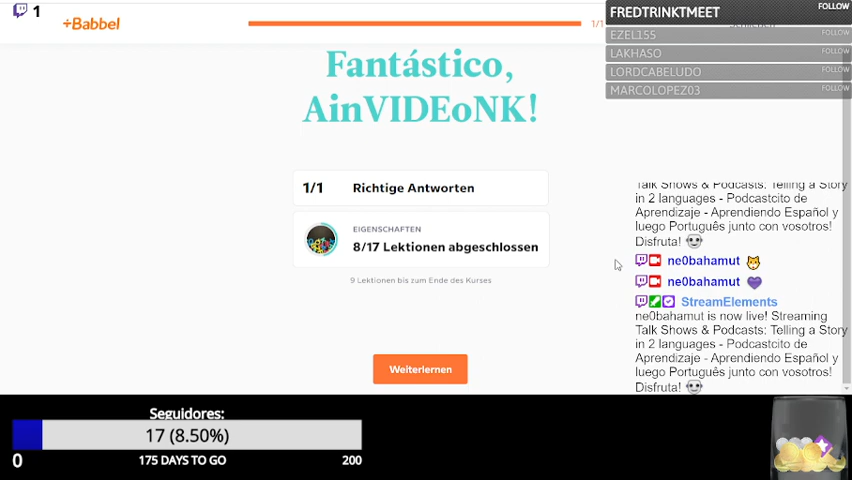 1
+Babbel
1/1
FREDTRINKTMEET FOLLOW
EZEL155 FOLLOW
LAKHASO FOLLOW
LORDCABELUDO FOLLOW
MARCOLOPEZ03 FOLLOW
Fantástico,
AinVIDEoNK!
1/1 Richtige Antworten
EIGENSCHAFTEN
8/17 Lektionen abgeschlossen
9 Lektionen bis zum Ende des Kurses
Weiterlernen
Talk Shows & Podcasts: Telling a Story
in 2 languages - Podcastcito de
Aprendizaje - Aprendiendo Español y
luego Português junto con vosotros!
Disfruta!
ne0bahamut
ne0bahamut
StreamElements
ne0bahamut is now live! Streaming
Talk Shows & Podcasts: Telling a Story
in 2 languages - Podcastcito de
Aprendizaje - Aprendiendo Español y
luego Português junto con vosotros!
Disfruta!
Seguidores:
17 (8.50%)
0 175 DAYS TO GO 200